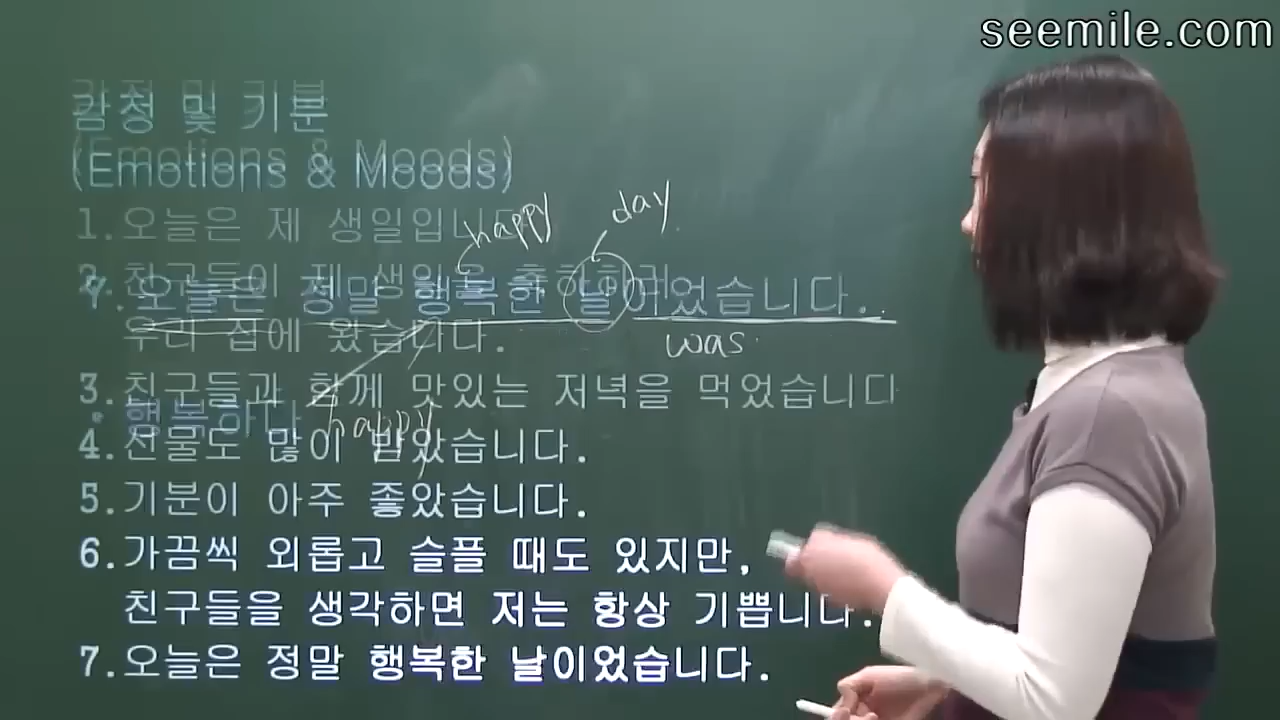 seemile.com
감정 및 기분
(Emotions & Moods)
1.오늘은 제 생일입니다.
happy
day
2.친구들이 제 생일을 축하하러
7.오늘은 정말 행복한 날이었습니다.
우리 집에 왔습니다.
was
3.친구들과 함께 맛있는 저녁을 먹었습니다
• 행복하다
happy
4.선물도 많이 받았습니다.
5.기분이 아주 좋았습니다.
6.가끔씩 외롭고 슬플 때도 있지만,
친구들을 생각하면 저는 항상 기쁩니다.
7.오늘은 정말 행복한 날이었습니다.